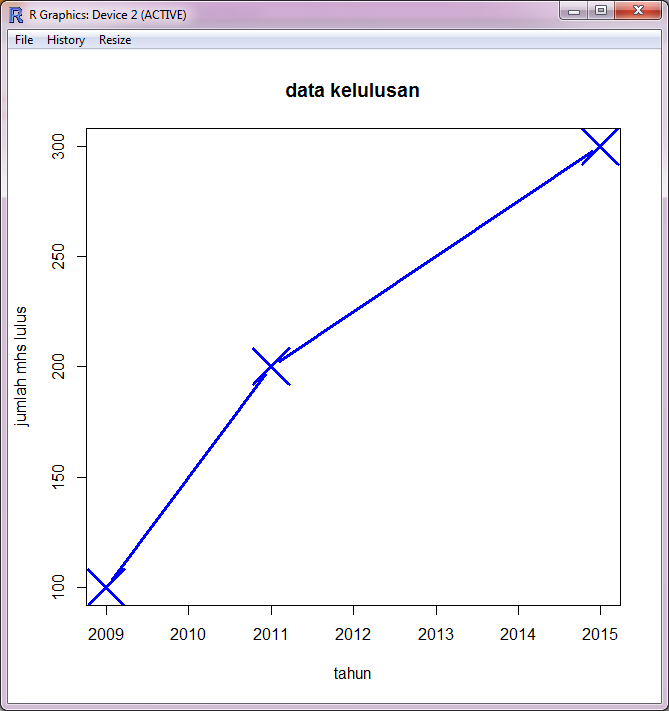 R Graphics: Device 2 (ACTIVE)
File History Resize
data kelulusan
300
250
200
150
100
jumlah mhs lulus
2009 2010 2011 2012 2013 2014 2015
tahun